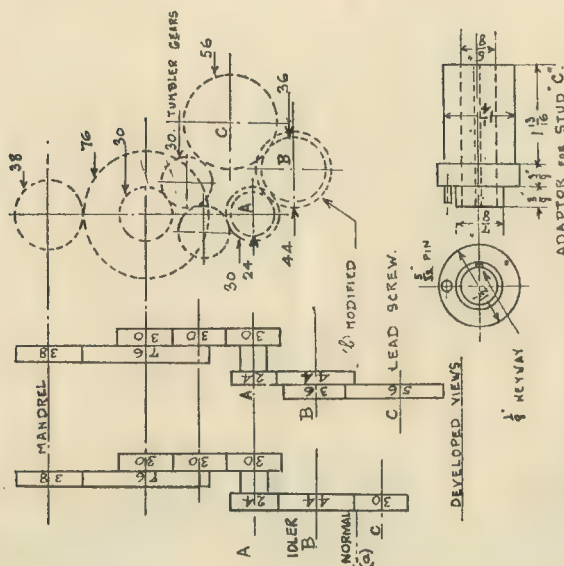 38
76
30
30. TUMBLER GEARS
56
C
36
B
A
30
24
44
MANDREL
38
76
30
30
30
24
A
44
36
B
56
C
LEAD SCREW.
(b) MODIFIED
38
76
30
30
30
24
A
IDLER
44
B
NORMAL
(a)
30
C
DEVELOPED VIEWS
5/32" PIN
1/8" KEYWAY
1 13/16
ADAPTOR FOR STUD "C".